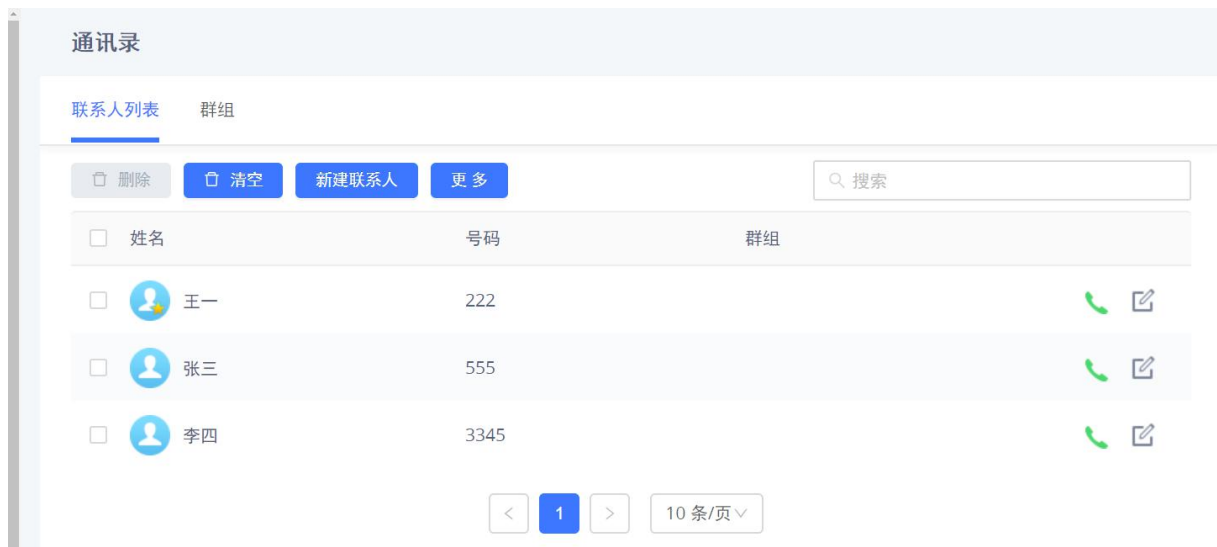 通讯录
联系人列表 群组
删除 清空 新建联系人 更多 搜索
姓名 号码 群组
王一 222
张三 555
李四 3345
< 1 > 10 条/页